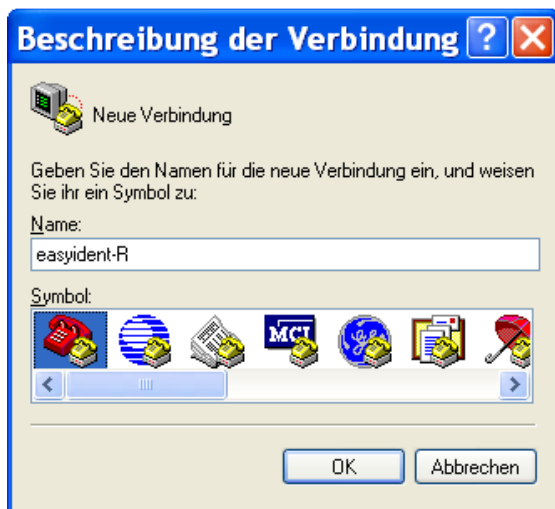 Beschreibung der Verbindung
Neue Verbindung
Geben Sie den Namen für die neue Verbindung ein, und weisen
Sie ihr ein Symbol zu:
Name:
easyident-R
Symbol:
MCI
OK Abbrechen